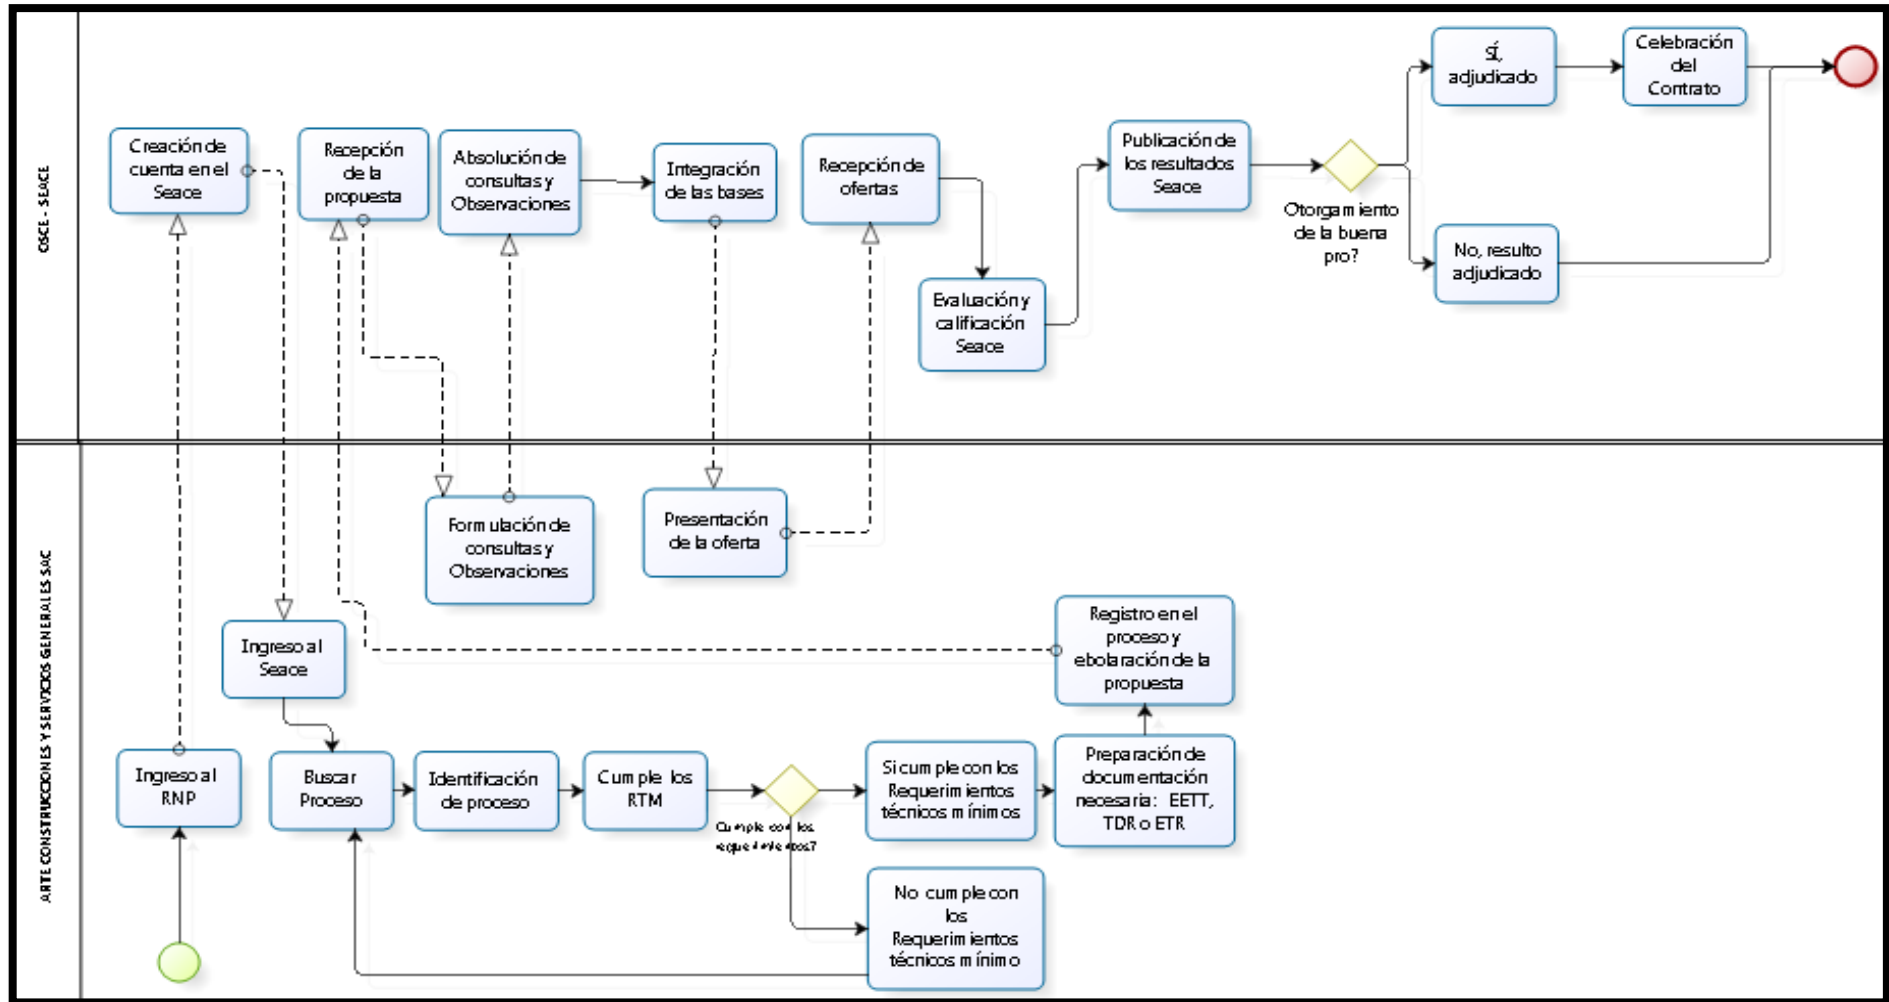 OSCE - SEACE
Creación de
cuenta en el
Seace
Recepción
de la
propuesta
Absolución de
consultas y
Observaciones
Integración
de las bases
Recepción de
ofertas
Evaluación y
calificación
Seace
Publicación de
los resultados
Seace
Otorgamiento
de la buena
pro?
SÍ,
adjudicado
Celebración
del
Contrato
No, resulto
adjudicado
ARTE CONSTRUCCIONES Y SERVICIOS GENERALES SAC
Formulación de
consultas y
Observaciones
Presentación
de la oferta
Ingreso al
Seace
Registro en el
proceso y
ebolaración de la
propuesta
Ingreso al
RNP
Buscar
Proceso
Identificación
de proceso
Cumple los
RTM
Cumple con los
requerimientos?
Si cumple con los
Requerimientos
técnicos mínimos
Preparación de
documentación
necesaria: EETT,
TDR o ETR
No cumple con
los
Requerimientos
técnicos mínimo